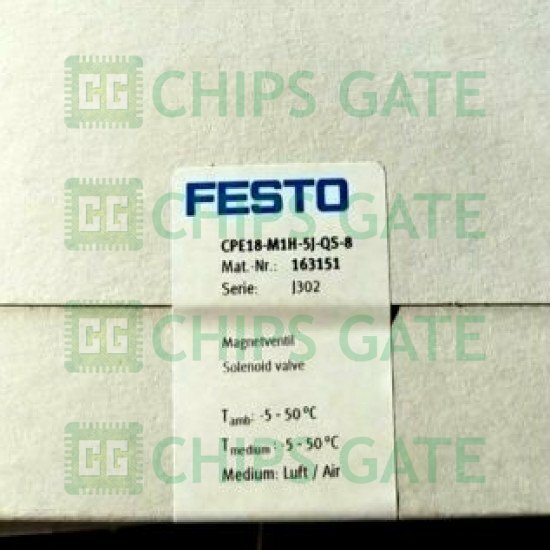 CG CHIPS GATE
FESTO
CG CHIPS GATE
CPE18-M1H-5J-QS-8
Mat.-Nr.: 163151
Serie: J302
CG CHIPS GATE
Magnetventil
Solenoid valve
Tamb: -5 - 50 °C
Tmedium : -5 - 50 °C
CG CHIPS GATE
Medium: Luft / Air